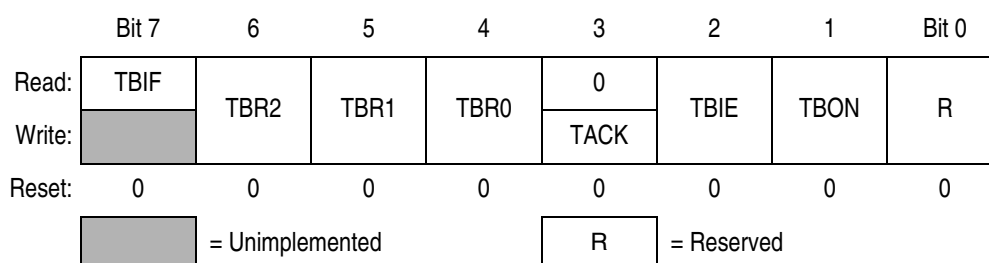 Bit 7 6 5 4 3 2 1 Bit 0
Read: TBIF TBR2 TBR1 TBR0 0 TBIE TBON R
Write: TACK
Reset: 0 0 0 0 0 0 0 0
= Unimplemented R = Reserved